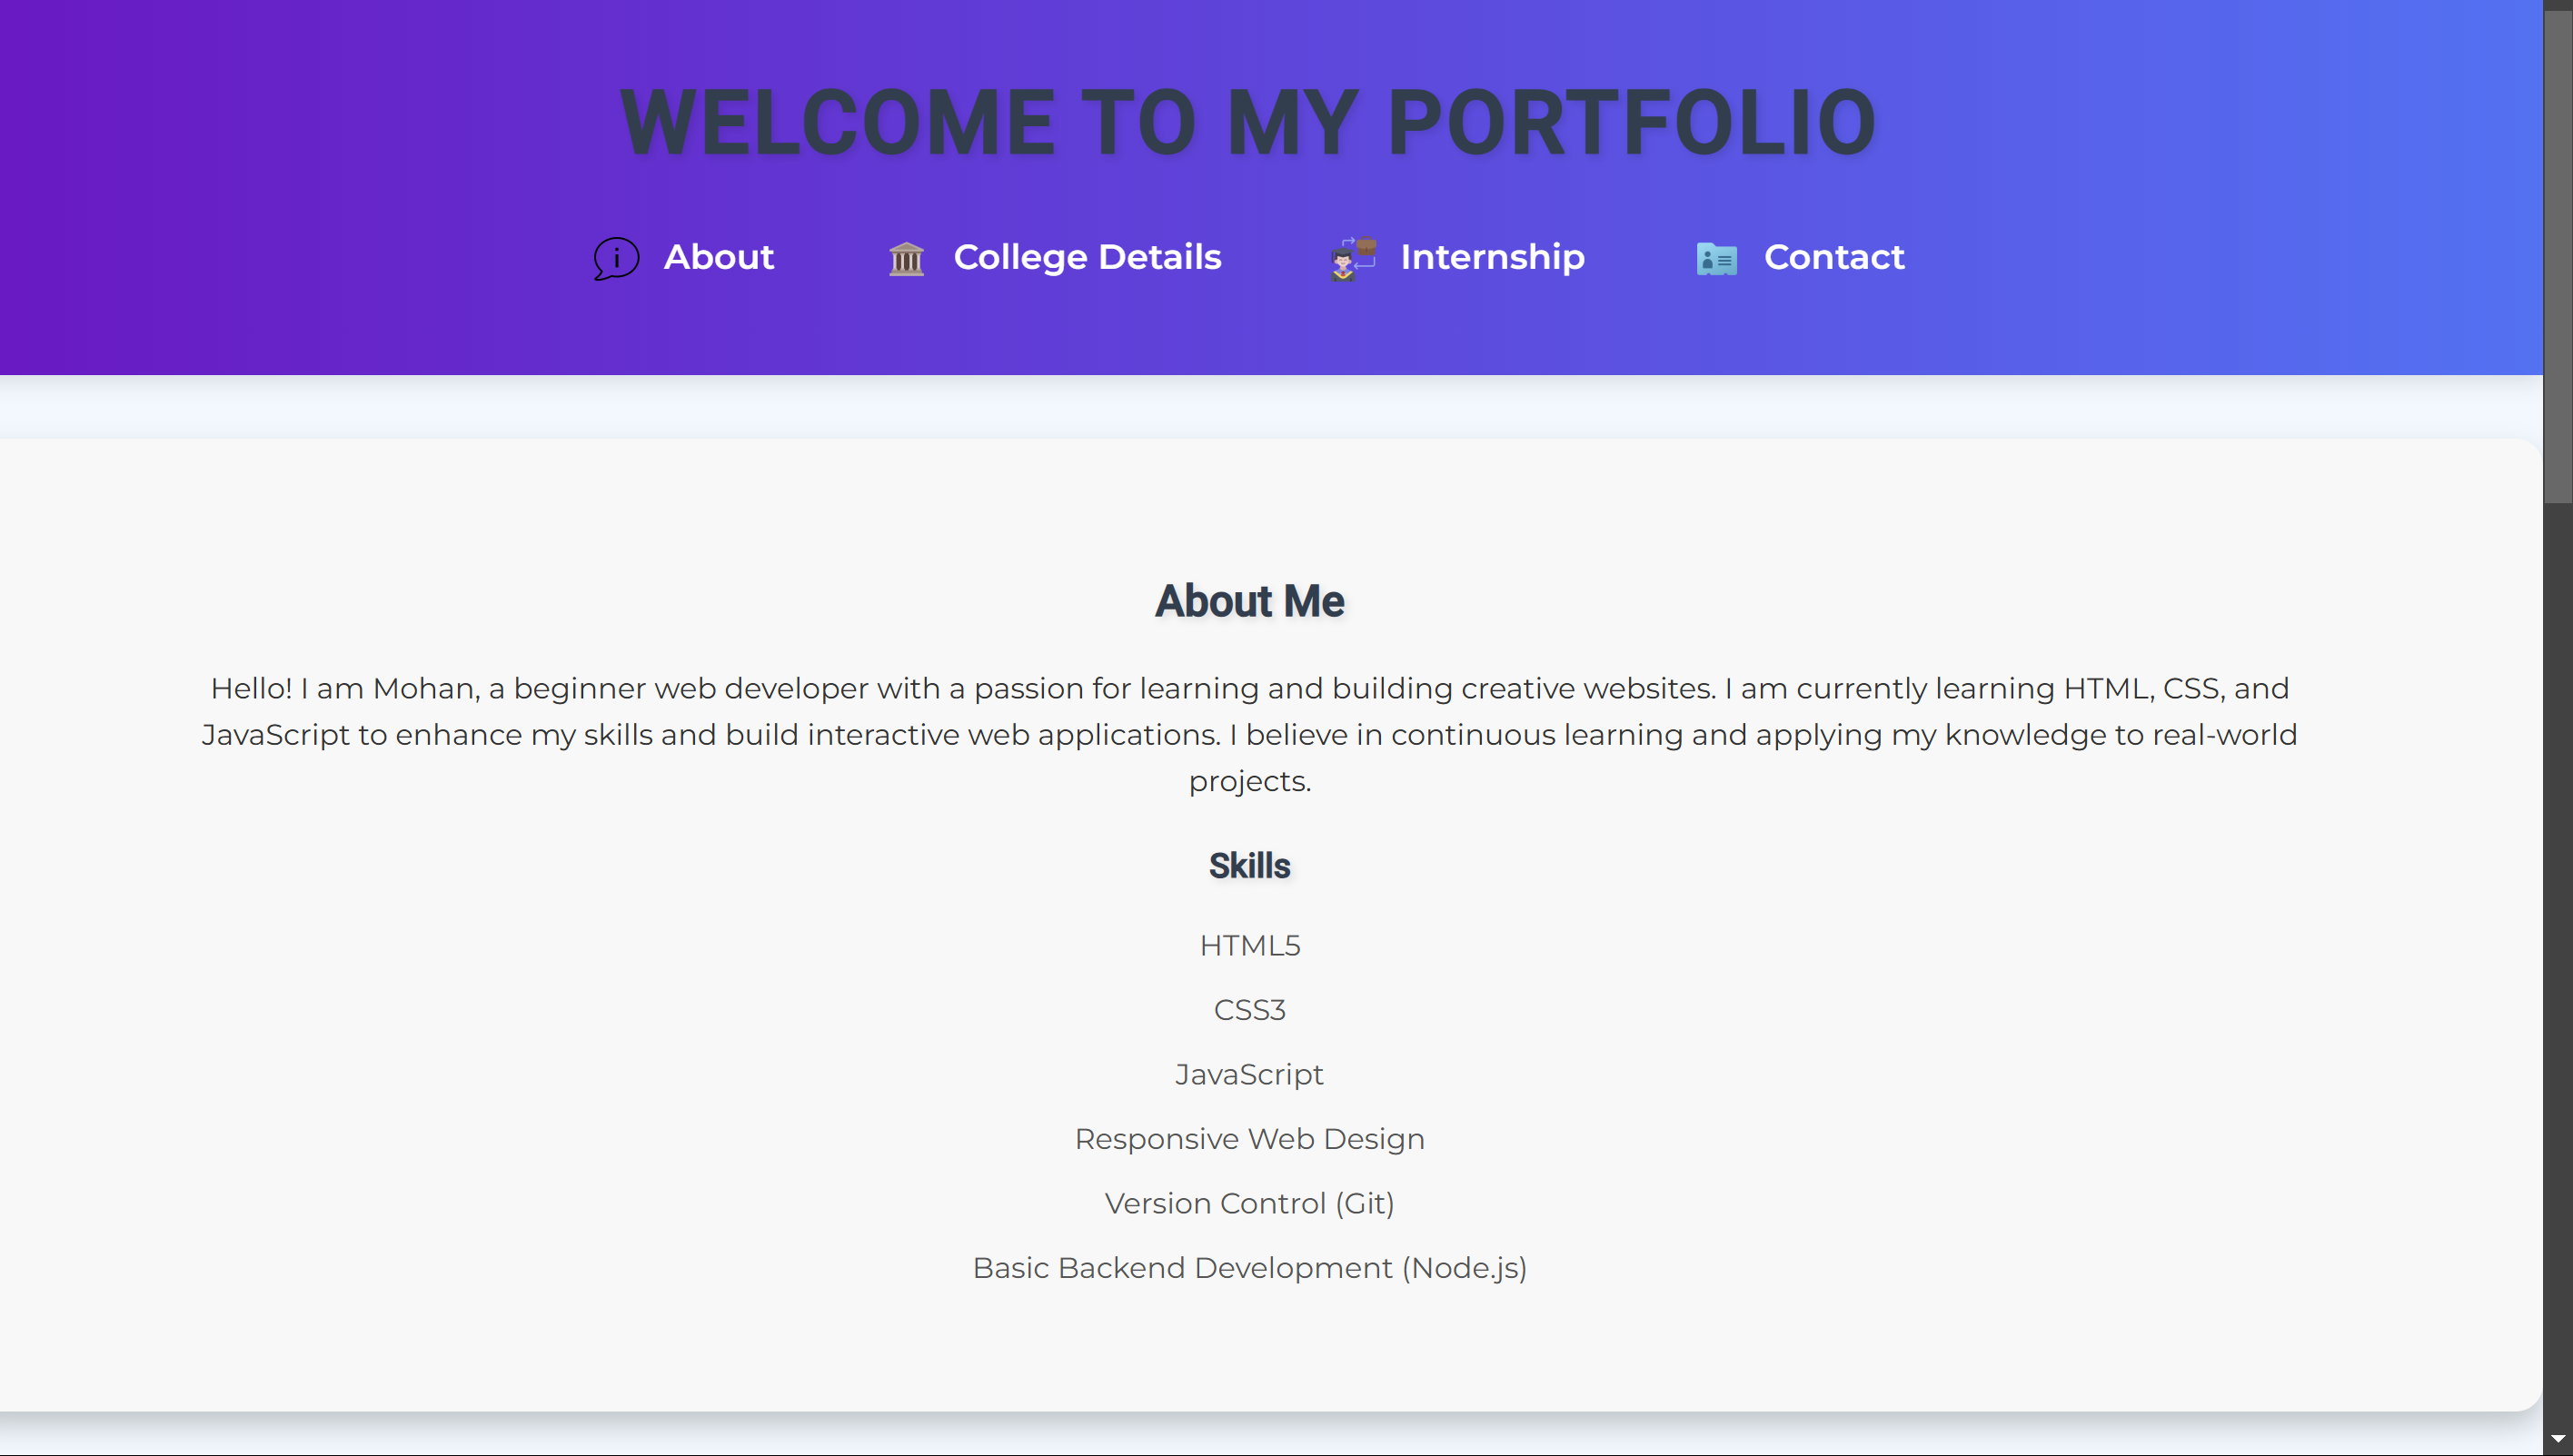 WELCOME TO MY PORTFOLIO
About College Details Internship Contact
About Me
Hello! I am Mohan, a beginner web developer with a passion for learning and building creative websites. I am currently learning HTML, CSS, and
JavaScript to enhance my skills and build interactive web applications. I believe in continuous learning and applying my knowledge to real-world
projects.
Skills
HTML5
CSS3
JavaScript
Responsive Web Design
Version Control (Git)
Basic Backend Development (Node.js)